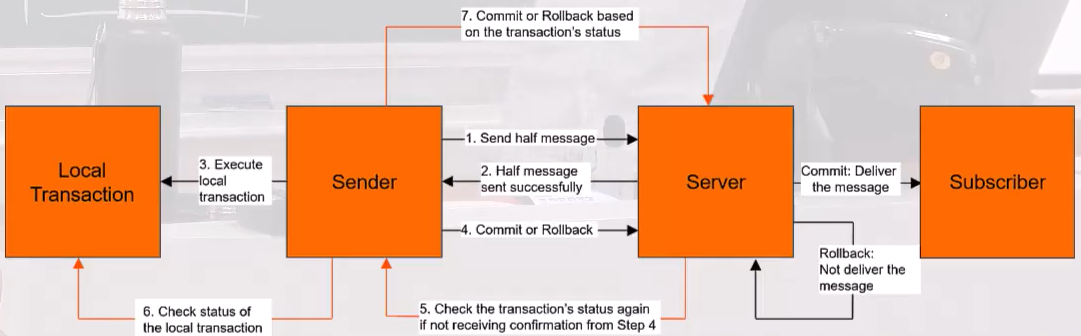 7. Commit or Rollback based
on the transaction's status
Local
Transaction
3. Execute
local
transaction
Sender
1. Send half message
2. Half message
sent successfully
4. Commit or Rollback
Server
Commit: Deliver
the message
Subscriber
Rollback:
Not deliver the
message
5. Check the transaction's status again
if not receiving confirmation from Step 4
6. Check status of
the local transaction